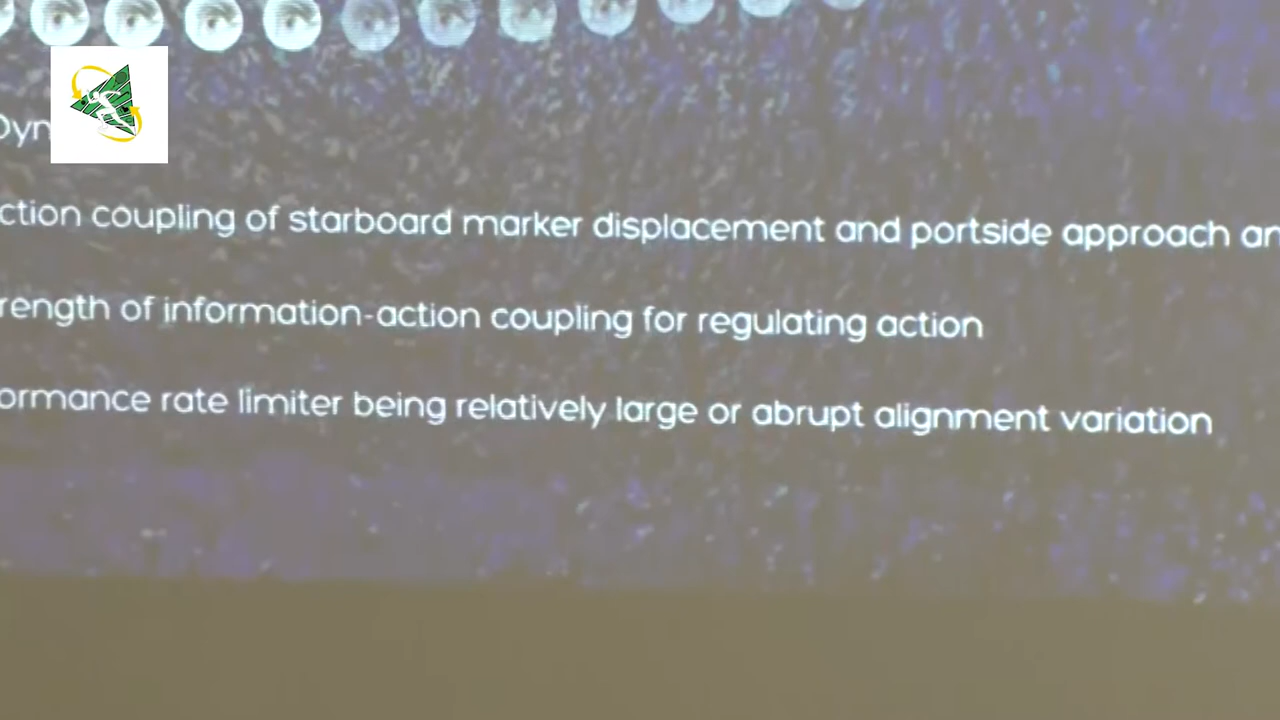 Dyn
ction coupling of starboard marker displacement and portside approach an
rength of information-action coupling for regulating action
ormance rate limiter being relatively large or abrupt alignment variation